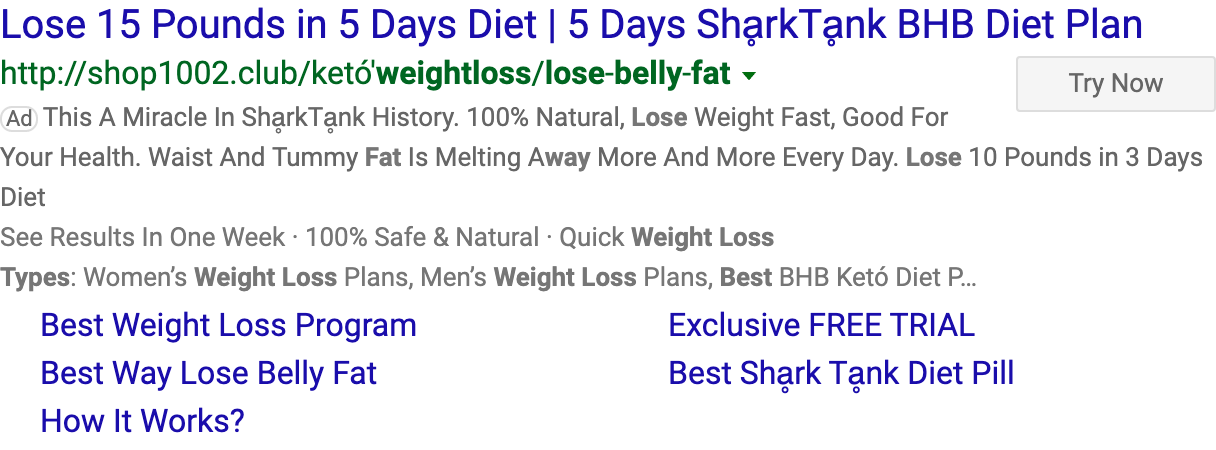 Lose 15 Pounds in 5 Days Diet | 5 Days Shḁrk​Tḁnk BHB Diet Plan
http://shop1002.club/ketó'weightloss/lose-belly-fat
Try Now
Ad This A Miracle In ShḁrkTḁnk History. 100% Natural, Lose Weight Fast, Good For
Your Health. Waist And Tummy Fat Is Melting Away More And More Every Day. Lose 10 Pounds in 3 Days
Diet
See Results In One Week · 100% Safe & Natural · Quick Weight Loss
Types: Women’s Weight Loss Plans, Men’s Weight Loss Plans, Best BHB Ketó Diet P...
Best Weight Loss Program
Exclusive FREE TRIAL
Best Way Lose Belly Fat
Best Shḁrk Tḁnk Diet Pill
How It Works?